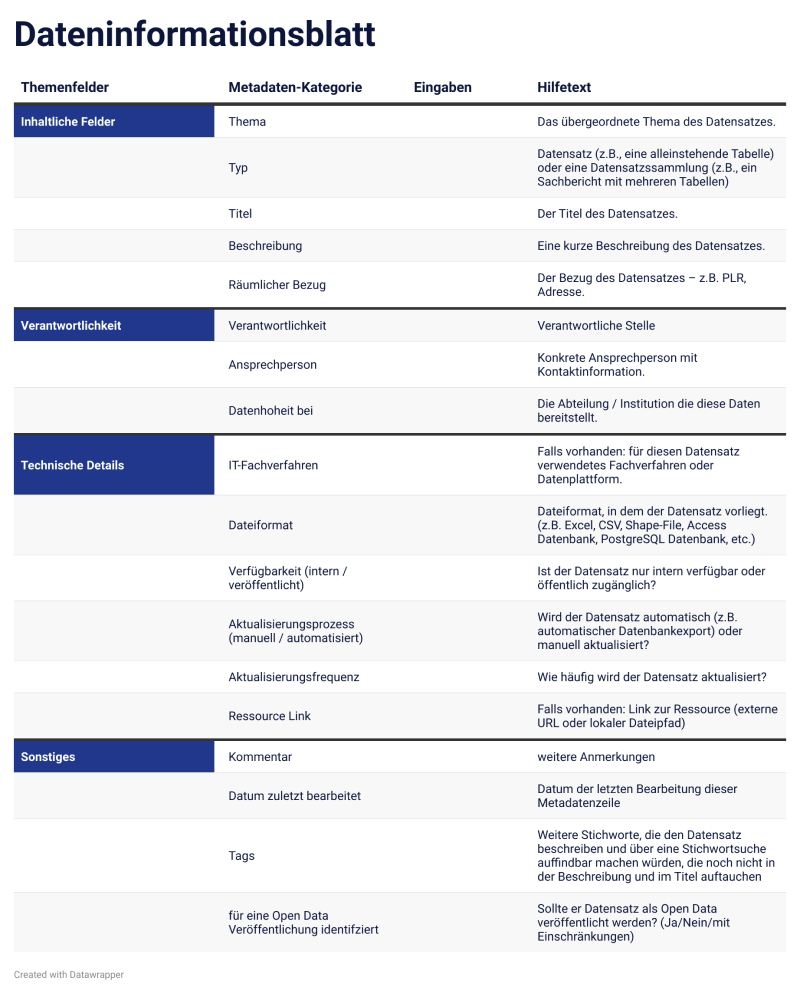 Dateninformationsblatt
Themenfelder Metadaten-Kategorie Eingaben Hilfetext
Inhaltliche Felder Thema Das übergeordnete Thema des Datensatzes.
Typ
Datensatz (z.B., eine alleinstehende Tabelle)
oder eine Datensatzssammlung (z.B., ein
Sachbericht mit mehreren Tabellen)
Titel Der Titel des Datensatzes.
Beschreibung Eine kurze Beschreibung des Datensatzes.
Räumlicher Bezug
Der Bezug des Datensatzes – z.B. PLR,
Adresse.
Verantwortlichkeit Verantwortlichkeit Verantwortliche Stelle
Ansprechperson
Konkrete Ansprechperson mit
Kontaktinformation.
Datenhoheit bei
Die Abteilung / Institution die diese Daten
bereitstellt.
Technische Details IT-Fachverfahren
Falls vorhanden: für diesen Datensatz
verwendetes Fachverfahren oder
Datenplattform.
Dateiformat
Dateiformat, in dem der Datensatz vorliegt.
(z.B. Excel, CSV, Shape-File, Access
Datenbank, PostgreSQL Datenbank, etc.)
Verfügbarkeit (intern /
veröffentlicht)
Ist der Datensatz nur intern verfügbar oder
öffentlich zugänglich?
Aktualisierungsprozess
(manuell / automatisiert)
Wird der Datensatz automatisch (z.B.
automatischer Datenbankexport) oder
manuell aktualisiert?
Aktualisierungsfrequenz Wie häufig wird der Datensatz aktualisiert?
Ressource Link
Falls vorhanden: Link zur Ressource (externe
URL oder lokaler Dateipfad)
Sonstiges Kommentar weitere Anmerkungen
Datum zuletzt bearbeitet
Datum der letzten Bearbeitung dieser
Metadatenzeile
Tags
Weitere Stichworte, die den Datensatz
beschreiben und über eine Stichwortsuche
auffindbar machen würden, die noch nicht in
der Beschreibung und im Titel auftauchen
für eine Open Data
Veröffentlichung identifziert
Sollte er Datensatz als Open Data
veröffentlicht werden? (Ja/Nein/mit
Einschränkungen)
Created with Datawrapper